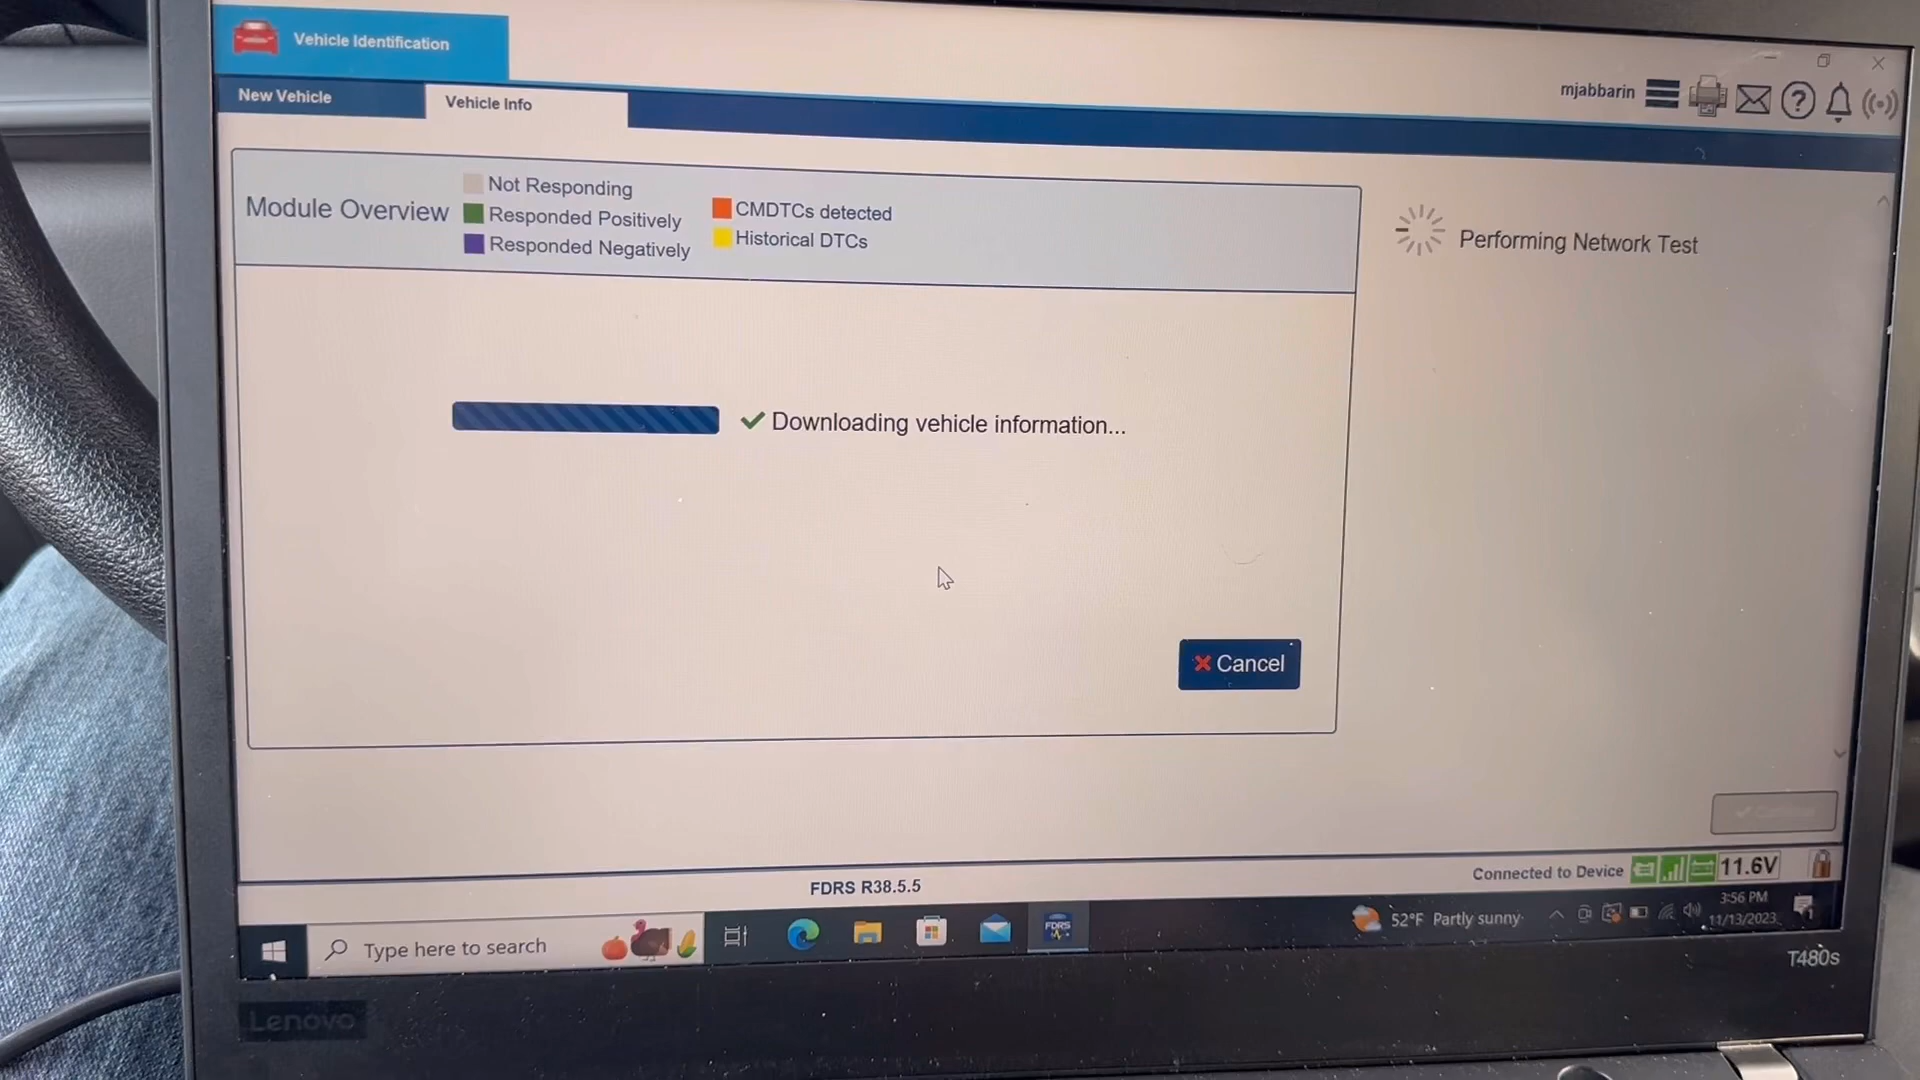 Vehicle Identification
New Vehicle
Vehicle Info
mjabbarin
Module Overview
Not Responding
Responded Positively
Responded Negatively
CMDTCs detected
Historical DTCs
Performing Network Test
Downloading vehicle information...
Cancel
Connected to Device
11.6V
FDRS R38.5.5
Type here to search
FDRS
52°F Partly sunny
3:56 PM
11/13/2023
1
T480s
Lenovo